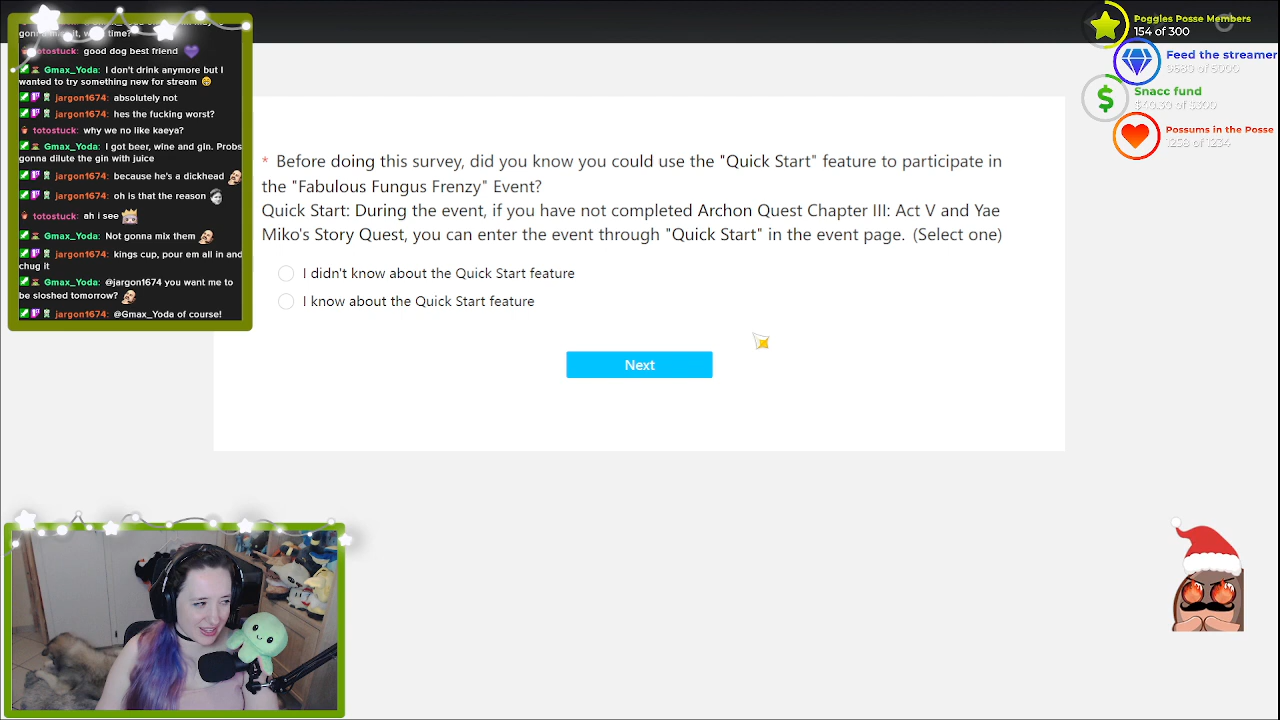 gonna
it, w
time?
totostuck: good dog best friend
Gmax_Yoda: I don't drink anymore but I
wanted to try something new for stream
jargon1674: absolutely not
jargon1674: hes the fucking worst?
totostuck: why we no like kaeya?
Gmax_Yoda: I got beer, wine and gin. Probs
gonna dilute the gin with juice
jargon1674: because he's a dickhead
jargon1674: oh is that the reason
totostuck: ah i see
Gmax_Yoda: Not gonna mix them
jargon1674: kings cup, pour em all in and
chug it
Gmax_Yoda: @jargon1674 you want me to
be sloshed tomorrow?
jargon1674: @Gmax_Yoda of course!
* Before doing this survey, did you know you could use the "Quick Start" feature to participate in
the "Fabulous Fungus Frenzy" Event?
Quick Start: During the event, if you have not completed Archon Quest Chapter III: Act V and Yae
Miko's Story Quest, you can enter the event through "Quick Start" in the event page. (Select one)
I didn't know about the Quick Start feature
I know about the Quick Start feature
Next
Poggles Posse Members
154 of 300
Feed the streamer
9680 of 5000
Snacc fund
of $300
Possums in the Posse
1258 of 1234